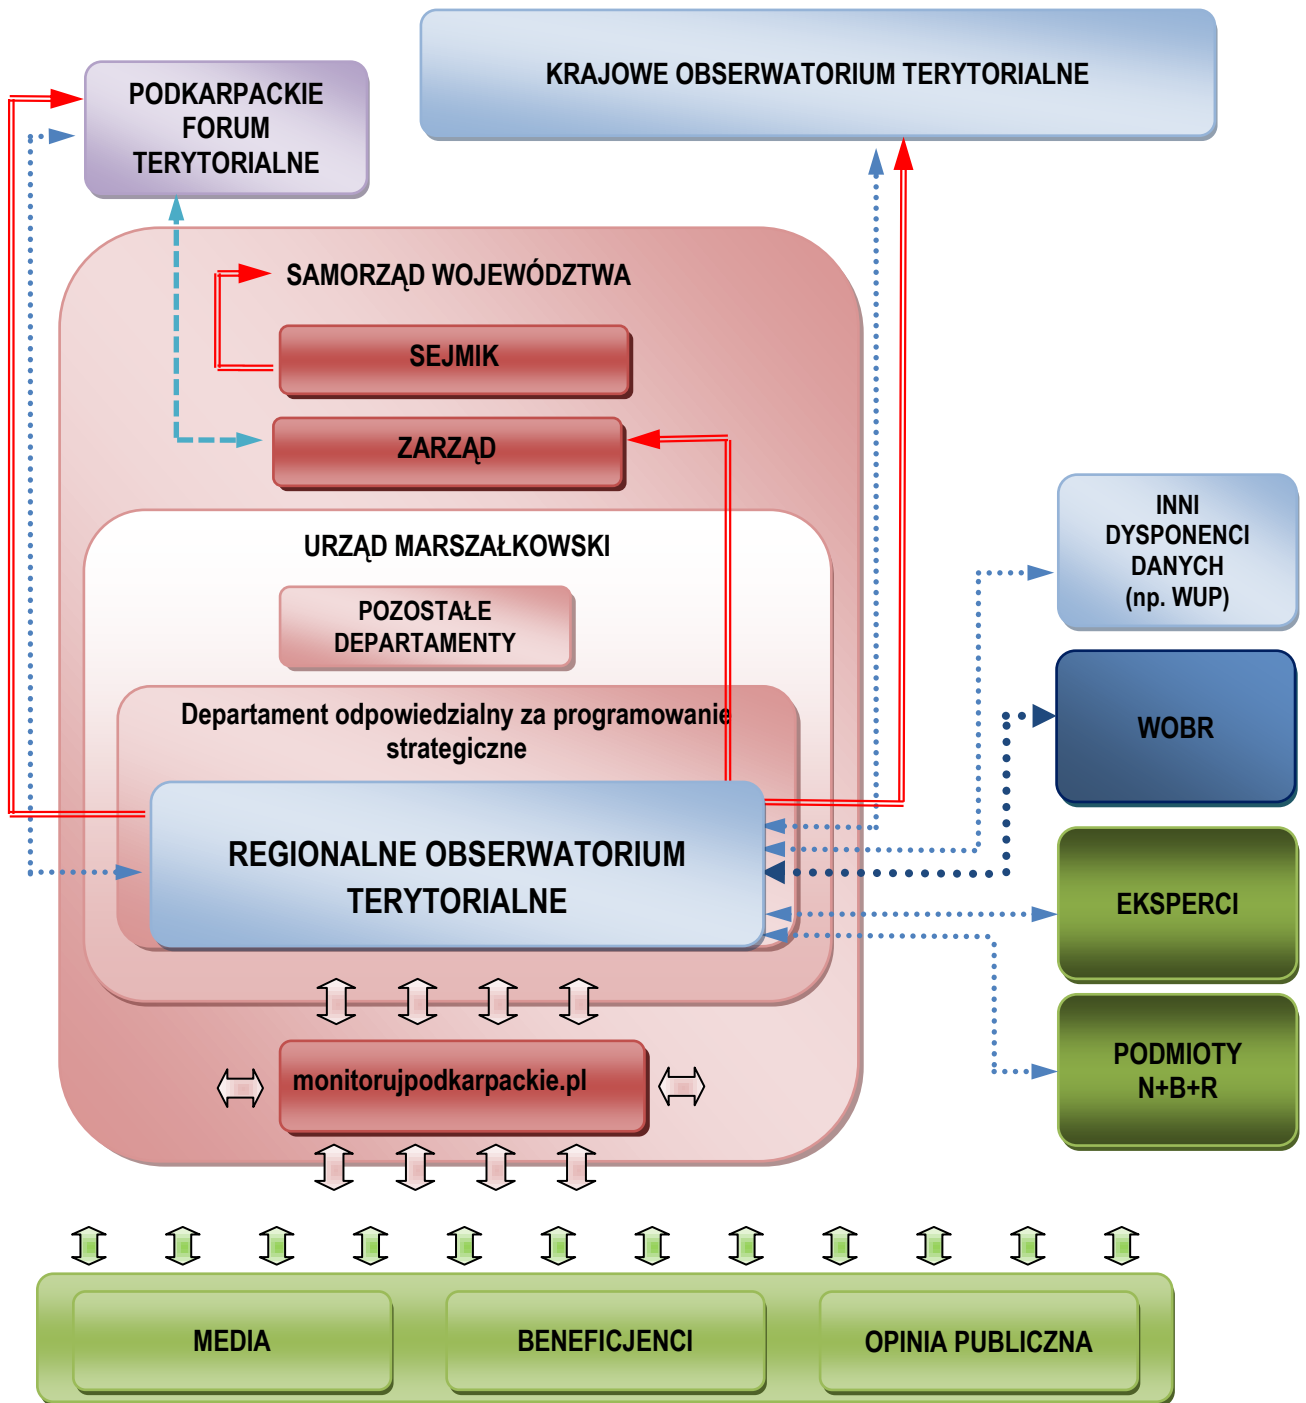 KRAJOWE OBSERWATORIUM TERYTORIALNE
PODKARPACKIE
FORUM
TERYTORIALNE
SAMORZĄD WOJEWÓDZTWA
SEJMIK
ZARZĄD
URZĄD MARSZAŁKOWSKI
POZOSTAŁE
DEPARTAMENTY
Departament odpowiedzialny za programowanie
strategiczne
REGIONALNE OBSERWATORIUM
TERYTORIALNE
INNI
DYSPONENCI
DANYCH
(np. WUP)
WOBR
EKSPERCI
PODMIOTY
N+B+R
monitorujpodkarpackie.pl
MEDIA
BENEFICJENCI
OPINIA PUBLICZNA